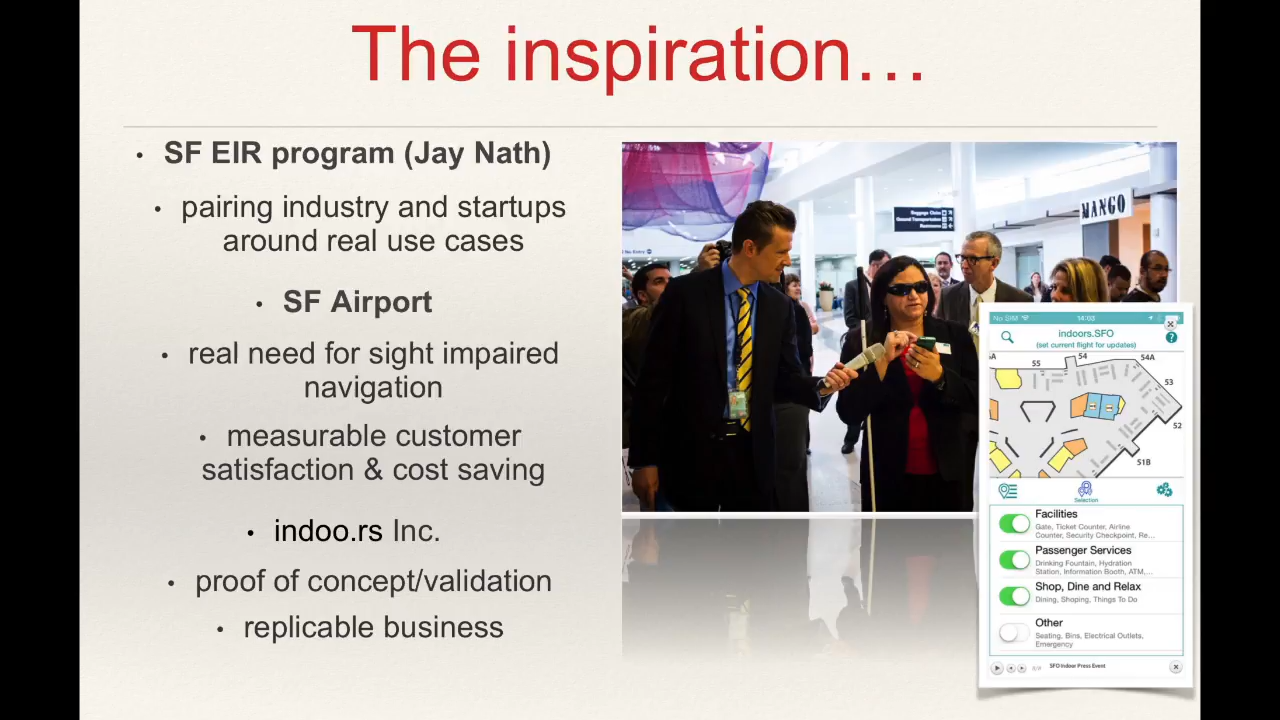 The inspiration…
• SF EIR program (Jay Nath)
• pairing industry and startups
around real use cases
• SF Airport
• real need for sight impaired
navigation
• measurable customer
satisfaction & cost saving
• indoo.rs Inc.
• proof of concept/validation
• replicable business
MANGO
Baggage Claim
Ground Transportation
Restrooms
No SIM 14:03
indoors.SFO
(set current flight for updates)
55 54 54A
53
52
51B
Selection
Facilities
Gate, Ticket Counter, Airline
Counter, Security Checkpoint, Re...
Passenger Services
Drinking Fountain, Hydration
Station, Information Booth, ATM,...
Shop, Dine and Relax
Dining, Shoping, Things To Do
Other
Seating, Bins, Electrical Outlets,
Emergency
SFO Indoor Press Event